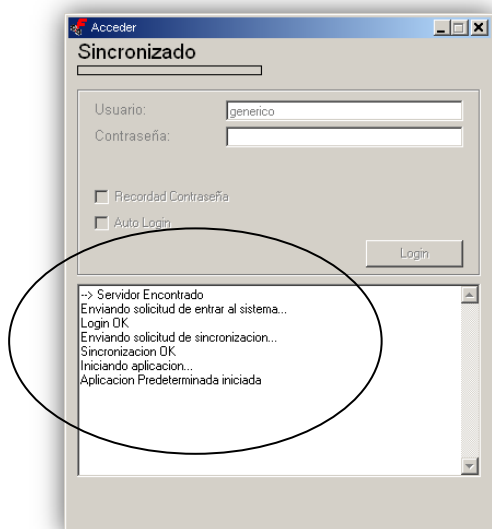 Acceder
Sincronizado
Usuario:
generico
Contraseña:
Recordad Contraseña
Auto Login
Login
--> Servidor Encontrado
Enviando solicitud de entrar al sistema...
Login OK
Enviando solicitud de sincronizacion...
Sincronizacion OK
Iniciando aplicacion...
Aplicacion Predeterminada iniciada